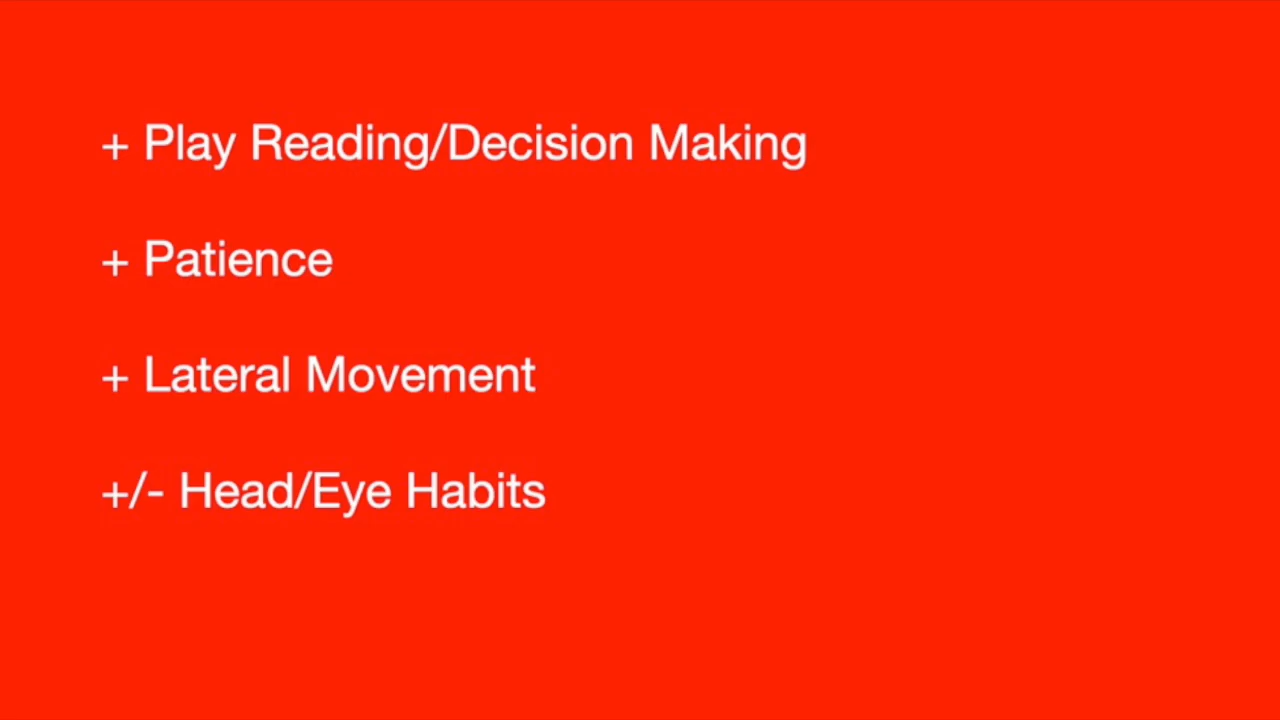 + Play Reading/Decision Making
+ Patience
+ Lateral Movement
+/- Head/Eye Habits